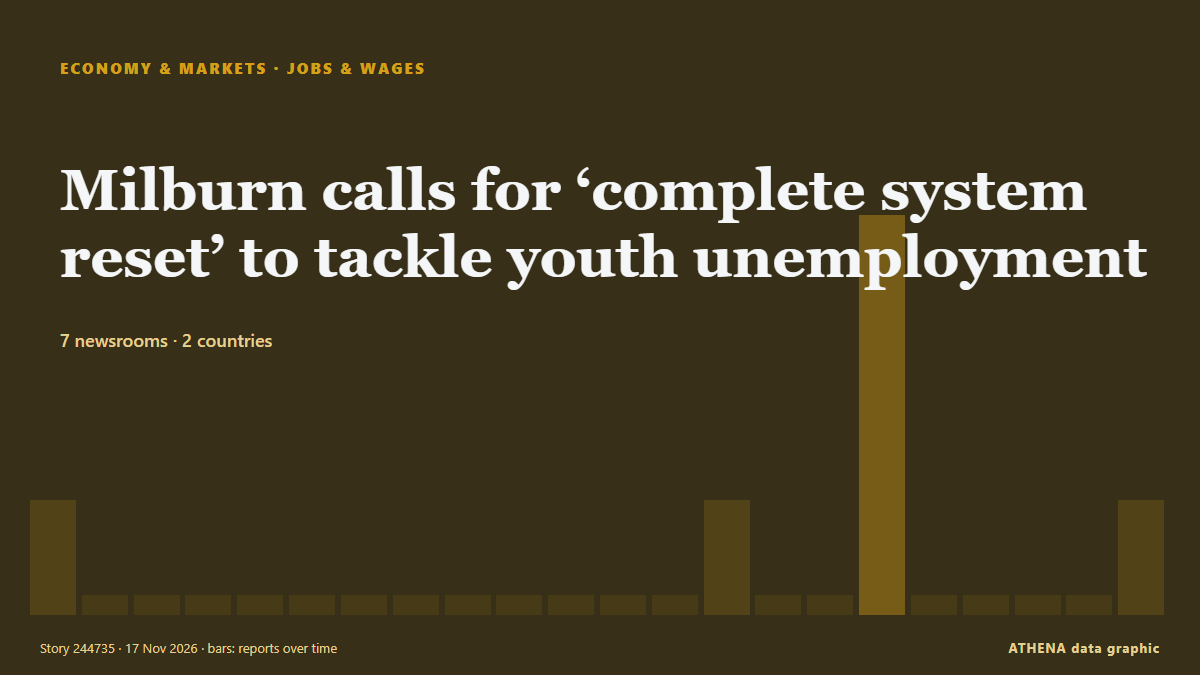 ECONOMY & MARKETS · JOBS & WAGES
Milburn calls for ‘complete system
reset’ to tackle youth unemployment
7 newsrooms · 2 countries
Story 244735 · 17 Nov 2026 · bars: reports over time
ATHENA data graphic